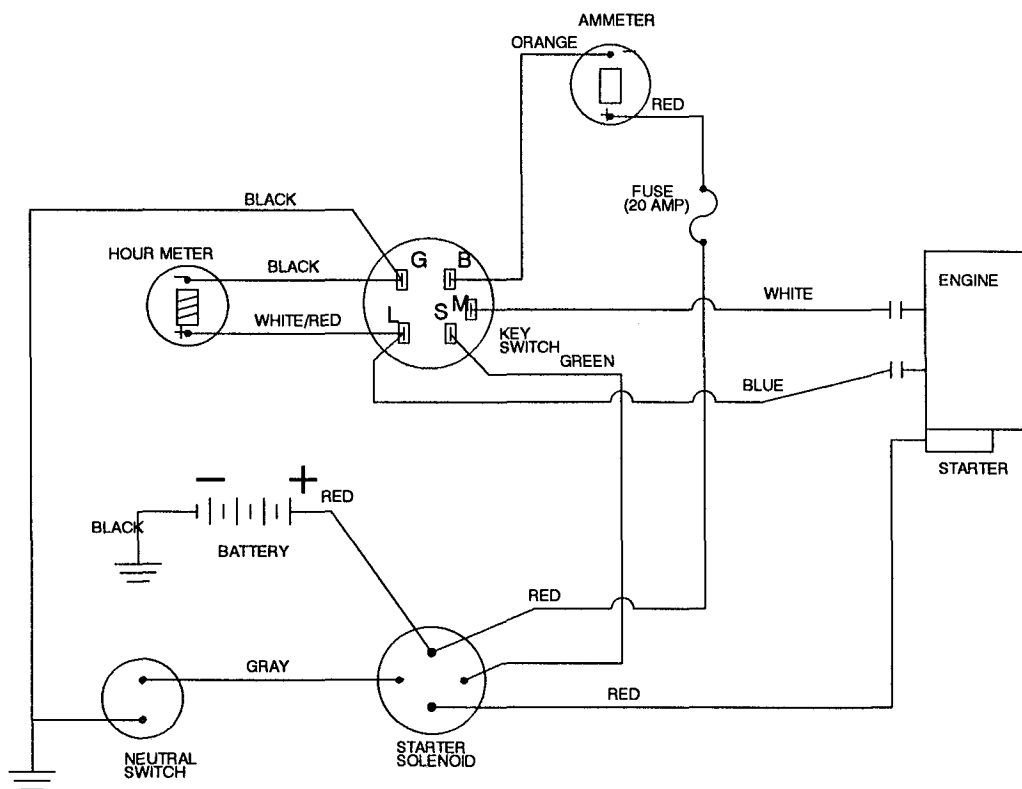 AMMETER
ORANGE
−
RED
+
FUSE
(20 AMP)
BLACK
HOUR METER
−
BLACK
G
B
ENGINE
WHITE/RED
+
L
S
M
WHITE
KEY
SWITCH
GREEN
BLUE
STARTER
−
+
RED
BLACK
BATTERY
RED
GRAY
RED
NEUTRAL
SWITCH
STARTER
SOLENOID